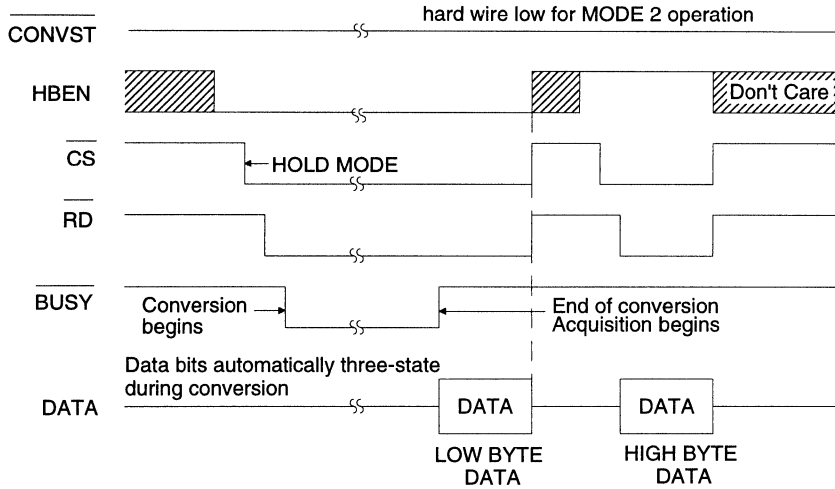 hard wire low for MODE 2 operation
CONVST
HBEN
Don't Care
CS
HOLD MODE
RD
BUSY
Conversion
begins
End of conversion
Acquisition begins
Data bits automatically three-state
during conversion
DATA
DATA
DATA
LOW BYTE
DATA
HIGH BYTE
DATA